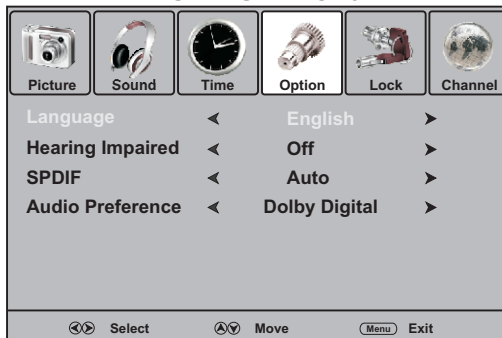 Picture Sound Time Option Lock Channel
Language English
Hearing Impaired Off
SPDIF Auto
Audio Preference Dolby Digital
Select Move Menu Exit